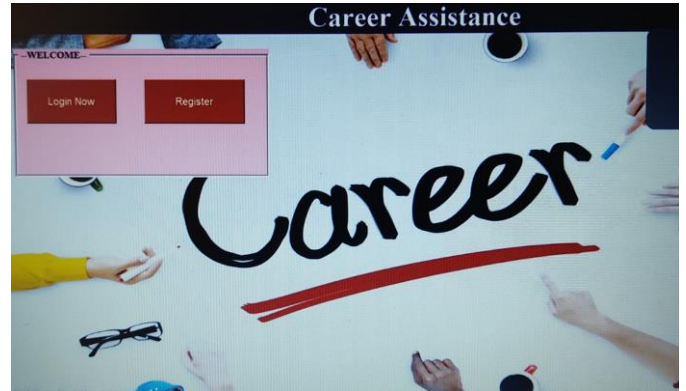 Career Assistance
--WELCOME--
Login Now
Register
Career